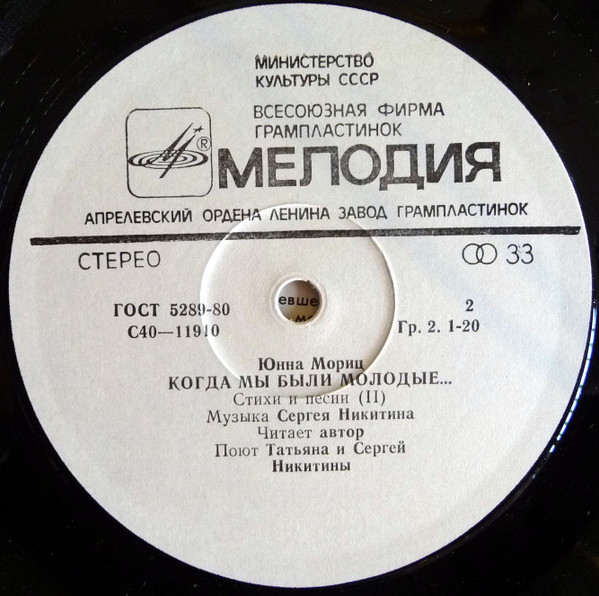 МИНИСТЕРСТВО
КУЛЬТУРЫ СССР
ВСЕСОЮЗНАЯ ФИРМА
ГРАМПЛАСТИНОК
®
МЕЛОДИЯ
АПРЕЛЕВСКИЙ ОРДЕНА ЛЕНИНА ЗАВОД ГРАМПЛАСТИНОК
СТЕРЕО 33
ГОСТ 5289-80 2
С40—11910 Гр. 2. 1-20
евше
Юнна Мориц
КОГДА МЫ БЫЛИ МОЛОДЫЕ...
Стихи и песни (II)
Музыка Сергея Никитина
Читает автор
Поют Татьяна и Сергей
Никитины